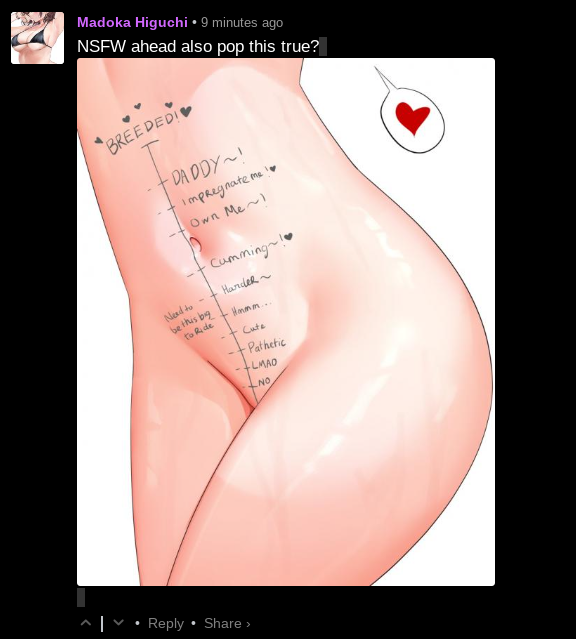 Madoka Higuchi • 9 minutes ago
NSFW ahead also pop this true?
BREEDED!♥
DADDY~!
Impregnate me!♥
Own Me~!
Cumming~!♥
Harder~
Need to
be this big
to Ride
Hmmm...
Cute
Pathetic
LMAO
NO
• Reply • Share ›